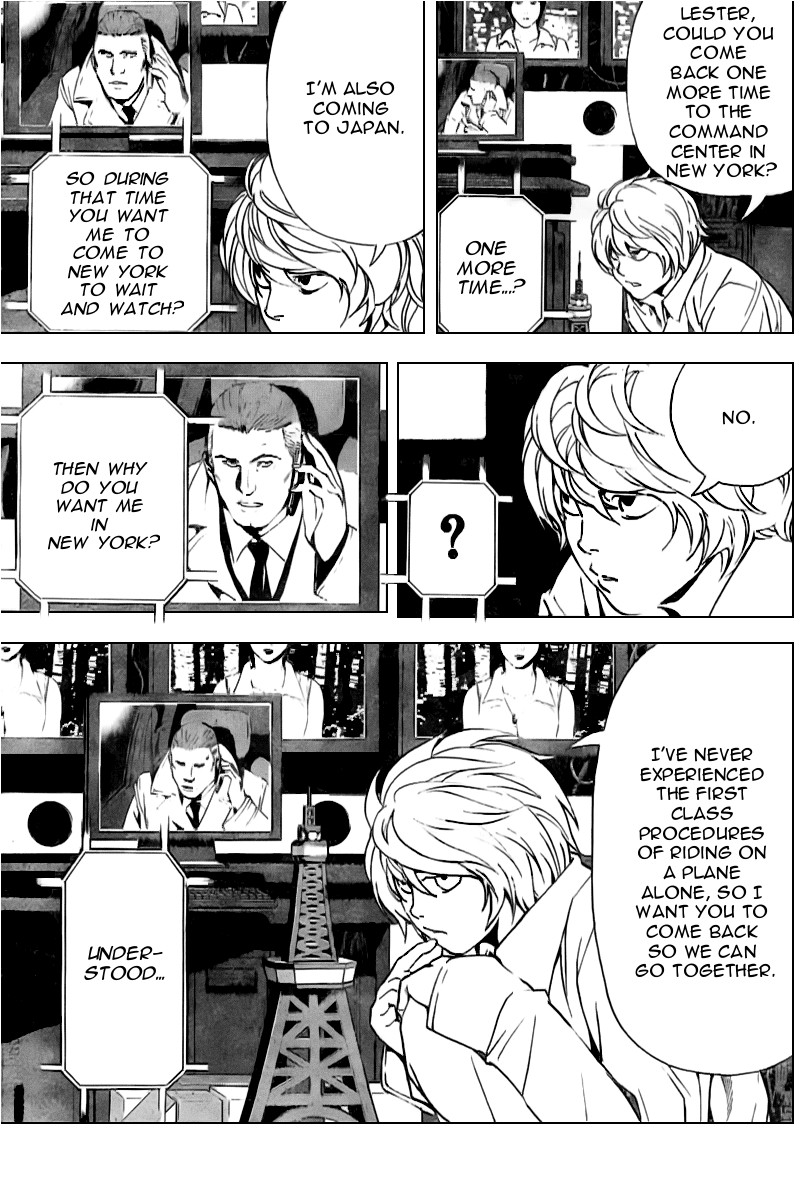 LESTER,
COULD YOU
COME
BACK ONE
MORE TIME
TO THE
COMMAND
CENTER IN
NEW YORK?
ONE
MORE
TIME....?
I'M ALSO
COMING
TO JAPAN.
SO DURING
THAT TIME
YOU WANT
ME TO
COME TO
NEW YORK
TO WAIT
AND WATCH?
NO.
?
THEN WHY
DO YOU
WANT ME
IN
NEW YORK?
I'VE NEVER
EXPERIENCED
THE FIRST
CLASS
PROCEDURES
OF RIDING ON
A PLANE
ALONE, SO I
WANT YOU TO
COME BACK
SO WE CAN
GO TOGETHER.
UNDER-
STOOD...